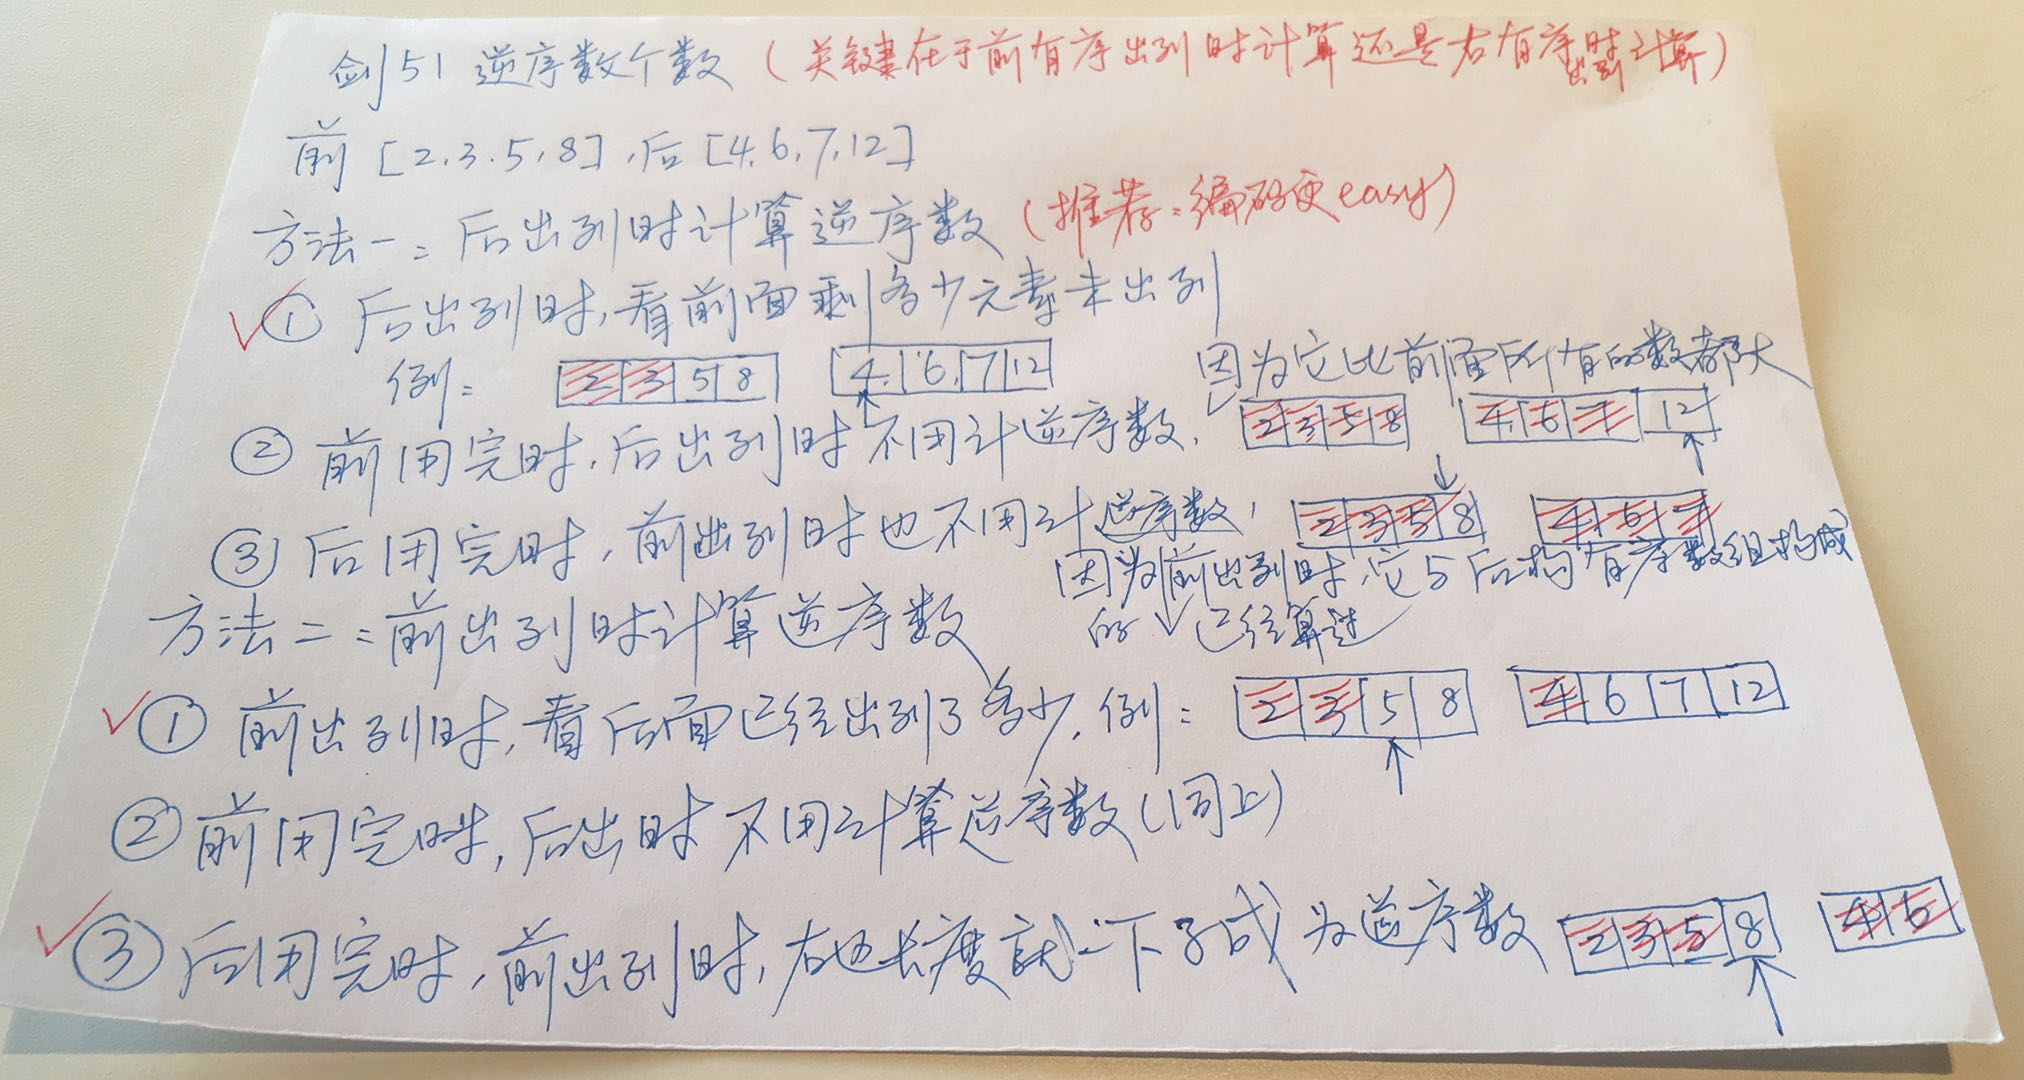 剑51 逆序数个数 (关键在于前有序出列时计算还是右有序出列时计算)
前 [2,3,5,8],后 [4,6,7,12]
方法一:后出列时计算逆序数 (推荐:编码更easy)
① 后出列时,看前面剩多少元素未出列
例: 2 3 5 8 4, 6, 7 12
因为它比前面所有的数都大
② 前用完时,后出列时不用计逆序数, 2 3 5 8 4 6 7 12
③ 后用完时,前出列时也不用计逆序数, 2 3 5 8 4 6 7
因为前出列时,它与后构有序数组构成
的 已经算过
方法二:前出列时计算逆序数
① 前出列时,看后面已经出列了多少,例: 2 3 5 8 4 6 7 12
② 前用完时,后出时不用计算逆序数(同上)
③ 后用完时,前出列时,右边长度就一下子成为逆序数 2 3 5 8 4 6